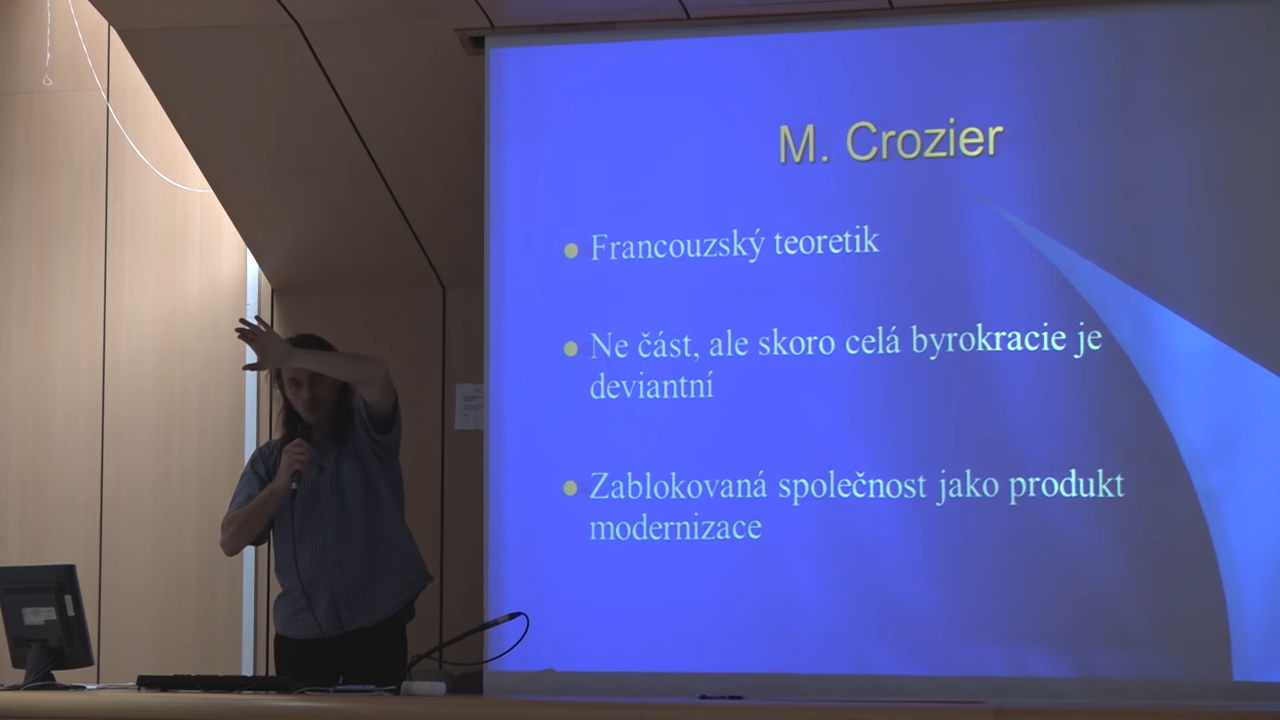 M. Crozier
Francouzský teoretik
Ne část, ale skoro celá byrokracie je
deviantní
Zablokovaná společnost jako produkt
modernizace